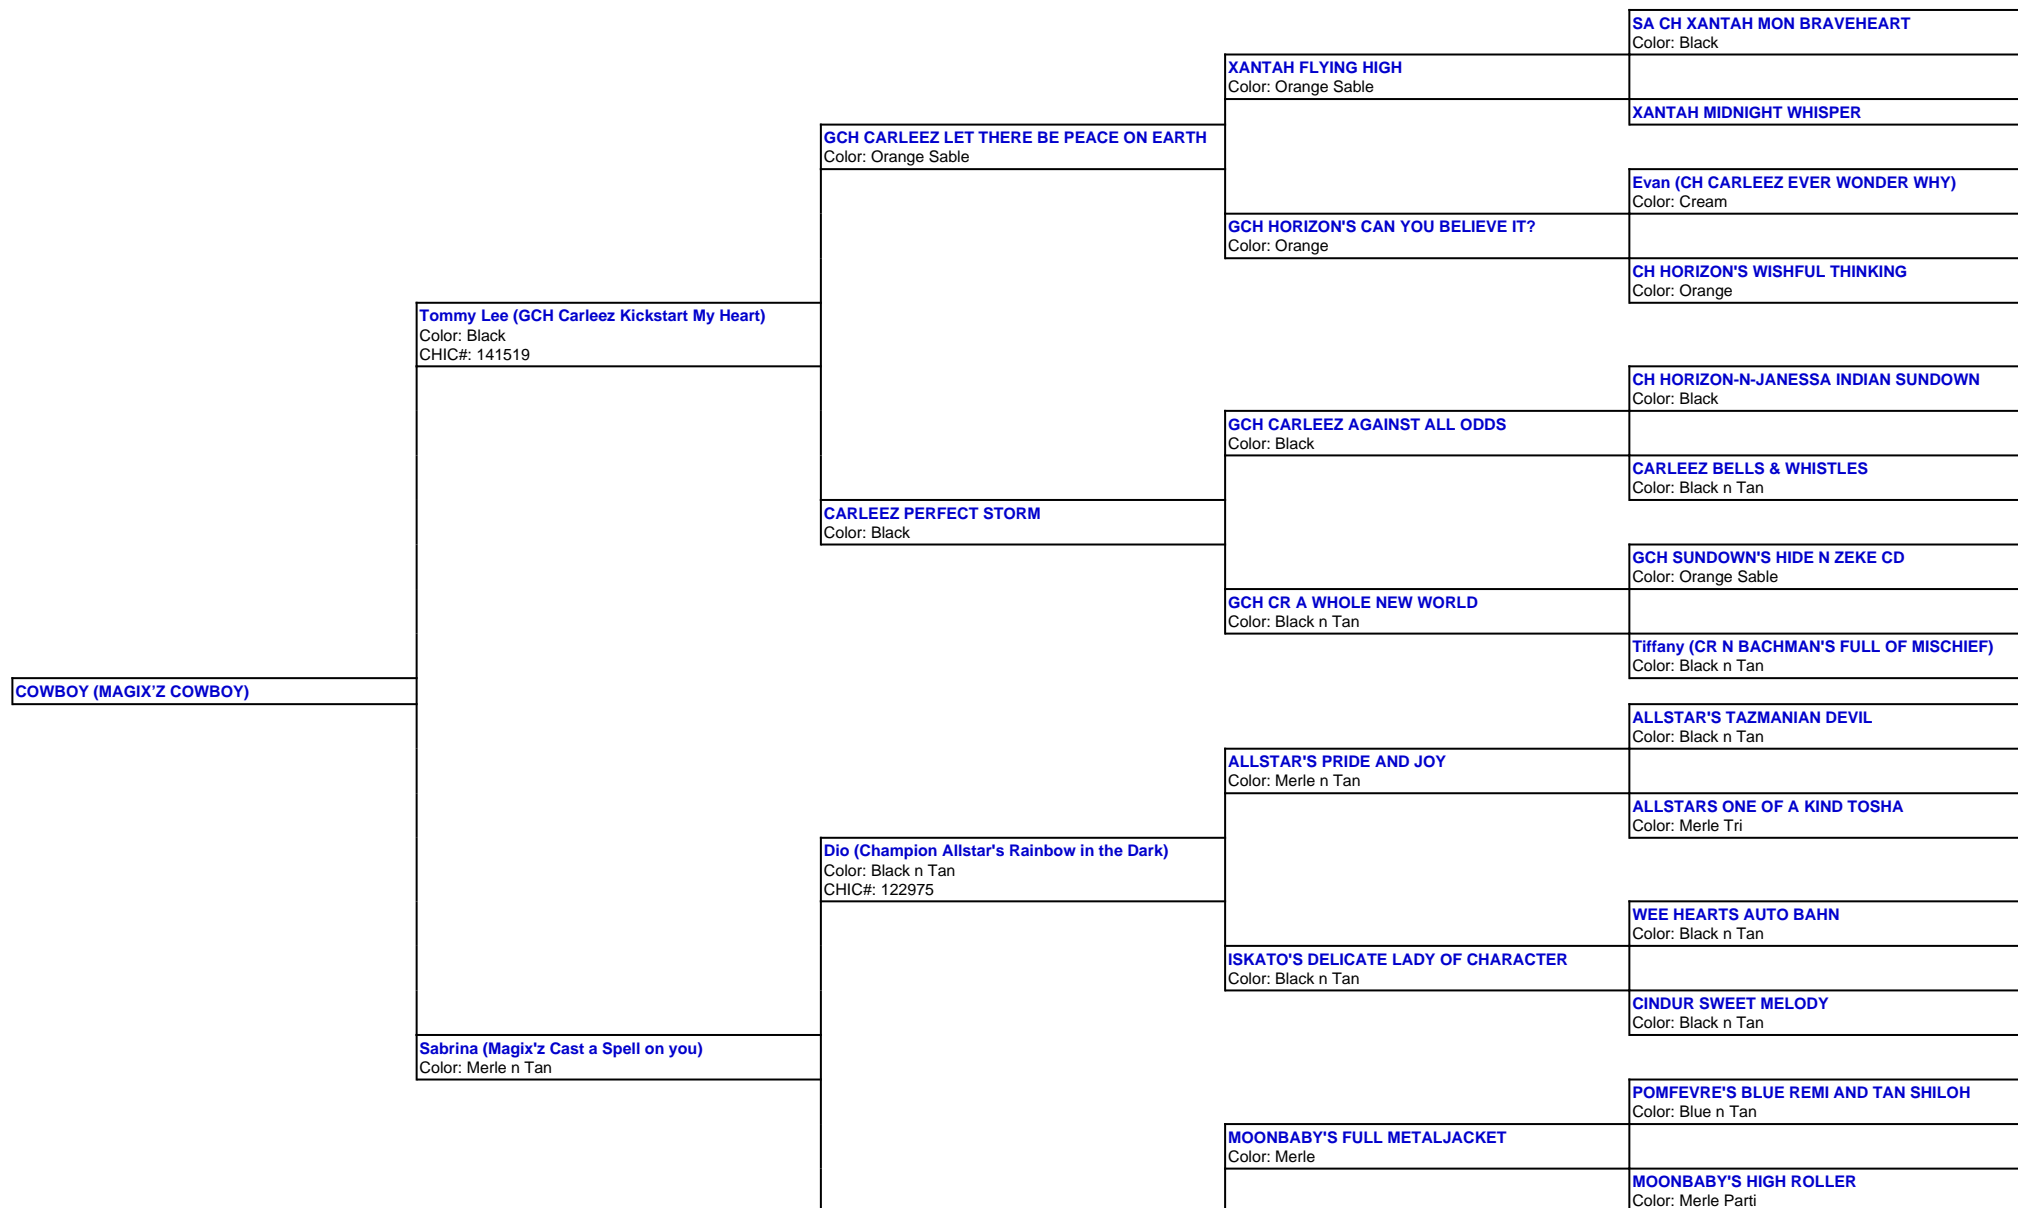 SA CH XANTAH MON BRAVEHEART
Color: Black
XANTAH FLYING HIGH
Color: Orange Sable
XANTAH MIDNIGHT WHISPER
GCH CARLEEZ LET THERE BE PEACE ON EARTH
Color: Orange Sable
Evan (CH CARLEEZ EVER WONDER WHY)
Color: Cream
GCH HORIZON'S CAN YOU BELIEVE IT?
Color: Orange
CH HORIZON'S WISHFUL THINKING
Color: Orange
Tommy Lee (GCH Carleez Kickstart My Heart)
Color: Black
CHIC#: 141519
CH HORIZON-N-JANESSA INDIAN SUNDOWN
Color: Black
GCH CARLEEZ AGAINST ALL ODDS
Color: Black
CARLEEZ BELLS & WHISTLES
Color: Black n Tan
CARLEEZ PERFECT STORM
Color: Black
GCH SUNDOWN'S HIDE N ZEKE CD
Color: Orange Sable
GCH CR A WHOLE NEW WORLD
Color: Black n Tan
Tiffany (CR N BACHMAN'S FULL OF MISCHIEF)
Color: Black n Tan
COWBOY (MAGIX’Z COWBOY)
ALLSTAR'S TAZMANIAN DEVIL
Color: Black n Tan
ALLSTAR'S PRIDE AND JOY
Color: Merle n Tan
ALLSTARS ONE OF A KIND TOSHA
Color: Merle Tri
Dio (Champion Allstar's Rainbow in the Dark)
Color: Black n Tan
CHIC#: 122975
WEE HEARTS AUTO BAHN
Color: Black n Tan
ISKATO'S DELICATE LADY OF CHARACTER
Color: Black n Tan
CINDUR SWEET MELODY
Color: Black n Tan
Sabrina (Magix'z Cast a Spell on you)
Color: Merle n Tan
POMFEVRE'S BLUE REMI AND TAN SHILOH
Color: Blue n Tan
MOONBABY'S FULL METALJACKET
Color: Merle
MOONBABY'S HIGH ROLLER
Color: Merle Parti